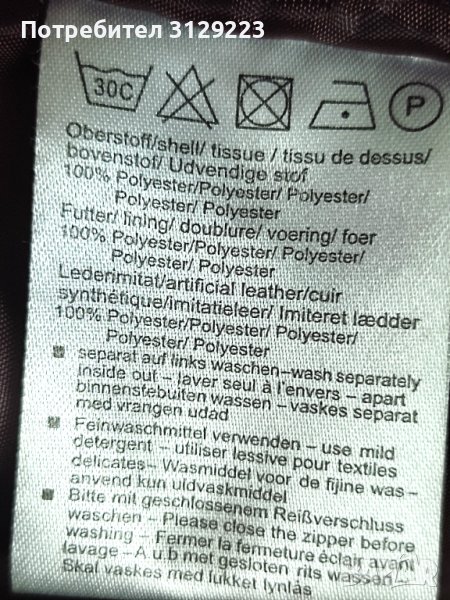 Потребител 3129223
30C P
Oberstoff/shell/ tissue / tissu de dessus/
bovenstof/ Udvendige stof
100% Polyester/Polyester/ Polyester/
Polyester/ Polyester
Futter/ lining/ doublure/ voering/ foer
100% Polyester/Polyester/ Polyester/
Polyester/ Polyester
Lederimitat/artificial leather/cuir
synthétique/imitatieleer/ Imiteret lædder
100% Polyester/Polyester/ Polyester/
Polyester/ Polyester
separat auf links waschen–wash separately
inside out – laver seul à l'envers – apart
binnenstebuiten wassen – vaskes separat
med vrangen udad
Feinwaschmittel verwenden – use mild
detergent – utiliser lessive pour textiles
delicates– Wasmiddel voor de fijine was–
anvend kun uldvaskmiddel
Bitte mit geschlossenem Reißverschluss
waschen – Please close the zipper before
washing – Fermer la fermeture éclair avant
lavage – A.u.b met gesloten rits wassen
Skal vaskes med lukket lynlås